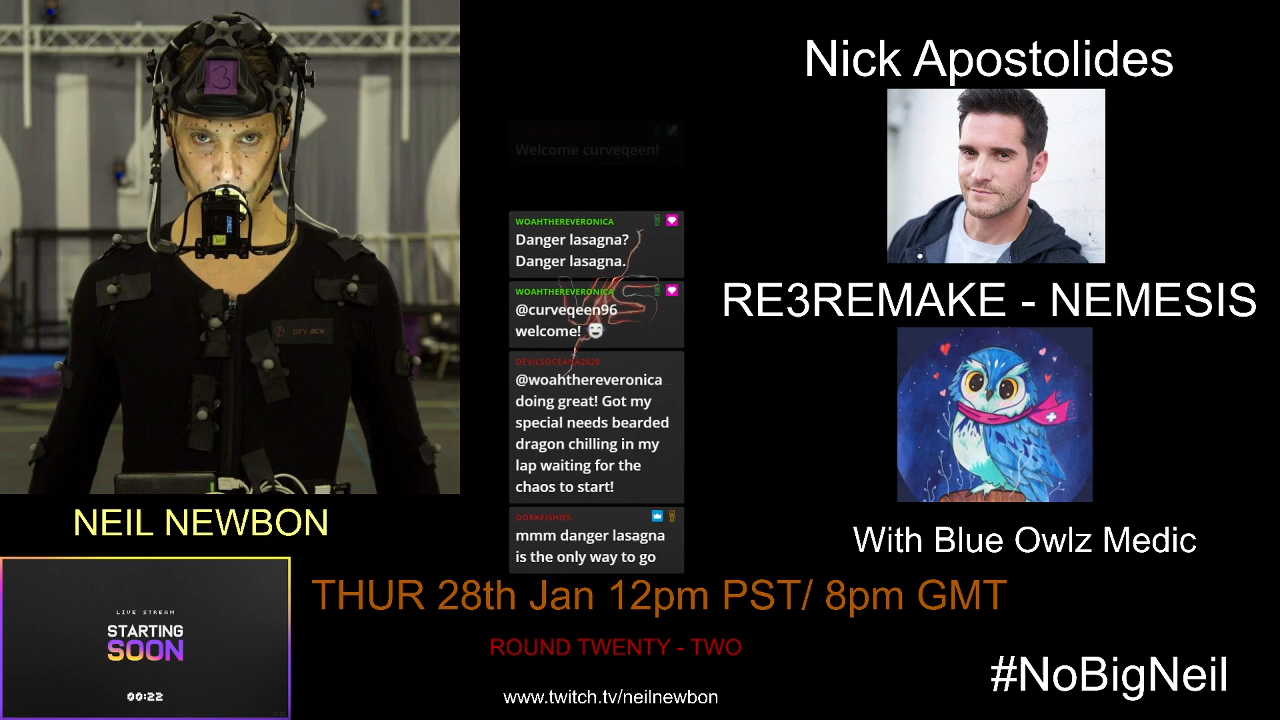 3
NEIL NEWBON
LIVE STREAM
STARTING
SOON
00:22
Welcome curveqeen!
WOAHTHEREVERONICA
Danger lasagna?
Danger lasagna.
WOAHTHEREVERONICA
@curveqeen96
welcome!
VS
DEVILSOCEANA2020
@woahthereveronica
doing great! Got my
special needs bearded
dragon chilling in my
lap waiting for the
chaos to start!
DORKFISHIES
mmm danger lasagna
is the only way to go
Nick Apostolides
RE3REMAKE - NEMESIS
With Blue Owlz Medic
THUR 28th Jan 12pm PST/ 8pm GMT
ROUND TWENTY - TWO
www.twitch.tv/neilnewbon
#NoBigNeil